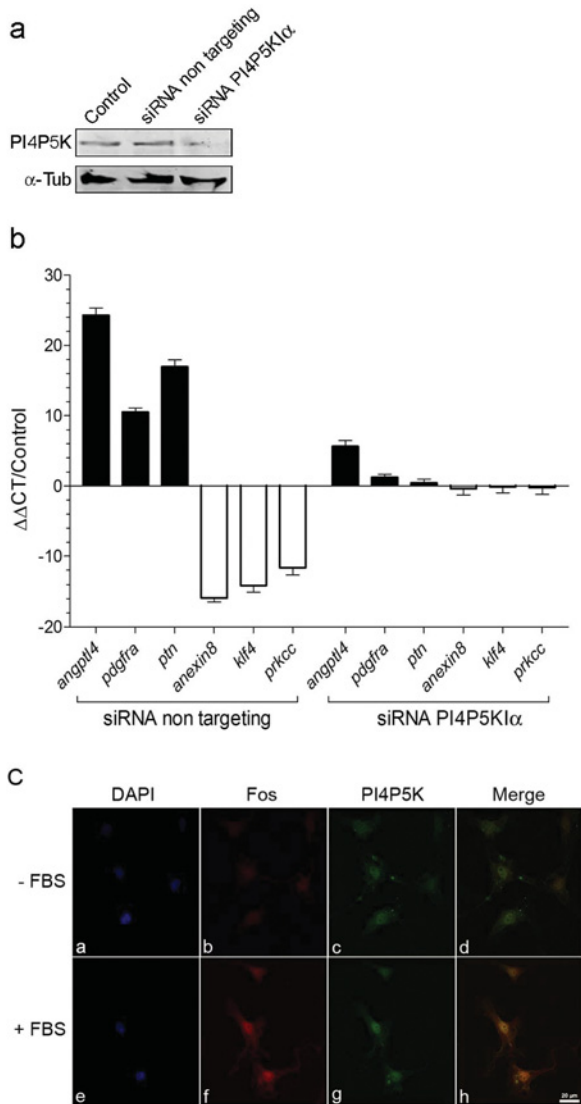 a
Control
siRNA non targeting
siRNA PI4P5KIα
PI4P5K
α-Tub
b
30
20
10
0
-10
-20
ΔΔCT/Control
angptl4
pdgfra
ptn
anexin8
klf4
prkcc
angptl4
pdgfra
ptn
anexin8
klf4
prkcc
siRNA non targeting
siRNA PI4P5KIα
c
DAPI
Fos
PI4P5K
Merge
- FBS
a
b
c
d
+ FBS
e
f
g
h
20 µm